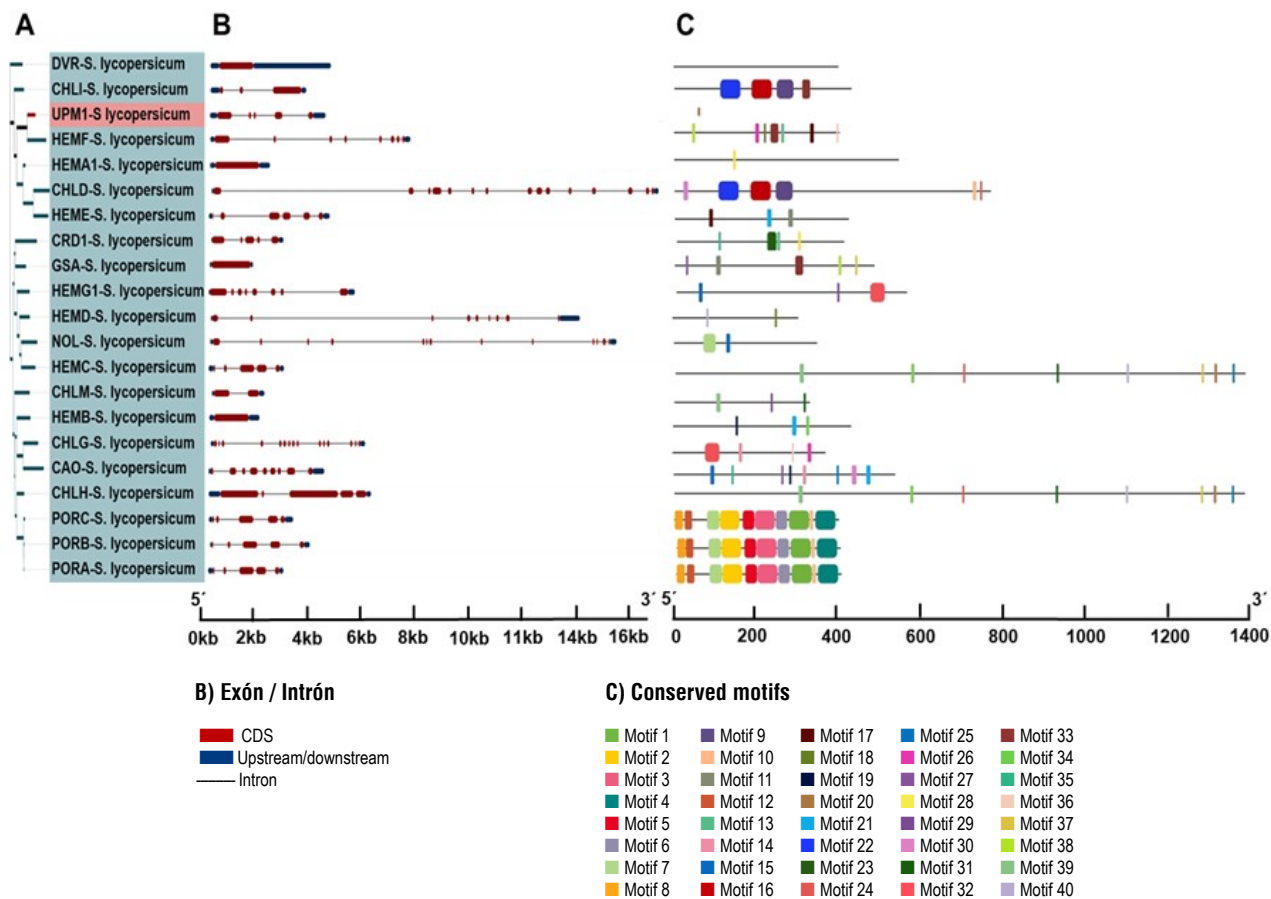 A
B
C
DVR-S. lycopersicum
CHLI-S. lycopersicum
UPM1-S lycopersicum
HEMF-S. lycopersicum
HEMA1-S. lycopersicum
CHLD-S. lycopersicum
HEME-S. lycopersicum
CRD1-S. lycopersicum
GSA-S. lycopersicum
HEMG1-S. lycopersicum
HEMD-S. lycopersicum
NOL-S. lycopersicum
HEMC-S. lycopersicum
CHLM-S. lycopersicum
HEMB-S. lycopersicum
CHLG-S. lycopersicum
CAO-S. lycopersicum
CHLH-S. lycopersicum
PORC-S. lycopersicum
PORB-S. lycopersicum
PORA-S. lycopersicum
5´ 3´
0kb 2kb 4kb 6kb 8kb 10kb 12kb 14kb 16kb
5´ 3´
0 200 400 600 800 1000 1200 1400
B) Exón / Intrón
CDS
Upstream/downstream
Intron
C) Conserved motifs
Motif 1
Motif 2
Motif 3
Motif 4
Motif 5
Motif 6
Motif 7
Motif 8
Motif 9
Motif 10
Motif 11
Motif 12
Motif 13
Motif 14
Motif 15
Motif 16
Motif 17
Motif 18
Motif 19
Motif 20
Motif 21
Motif 22
Motif 23
Motif 24
Motif 25
Motif 26
Motif 27
Motif 28
Motif 29
Motif 30
Motif 31
Motif 32
Motif 33
Motif 34
Motif 35
Motif 36
Motif 37
Motif 38
Motif 39
Motif 40